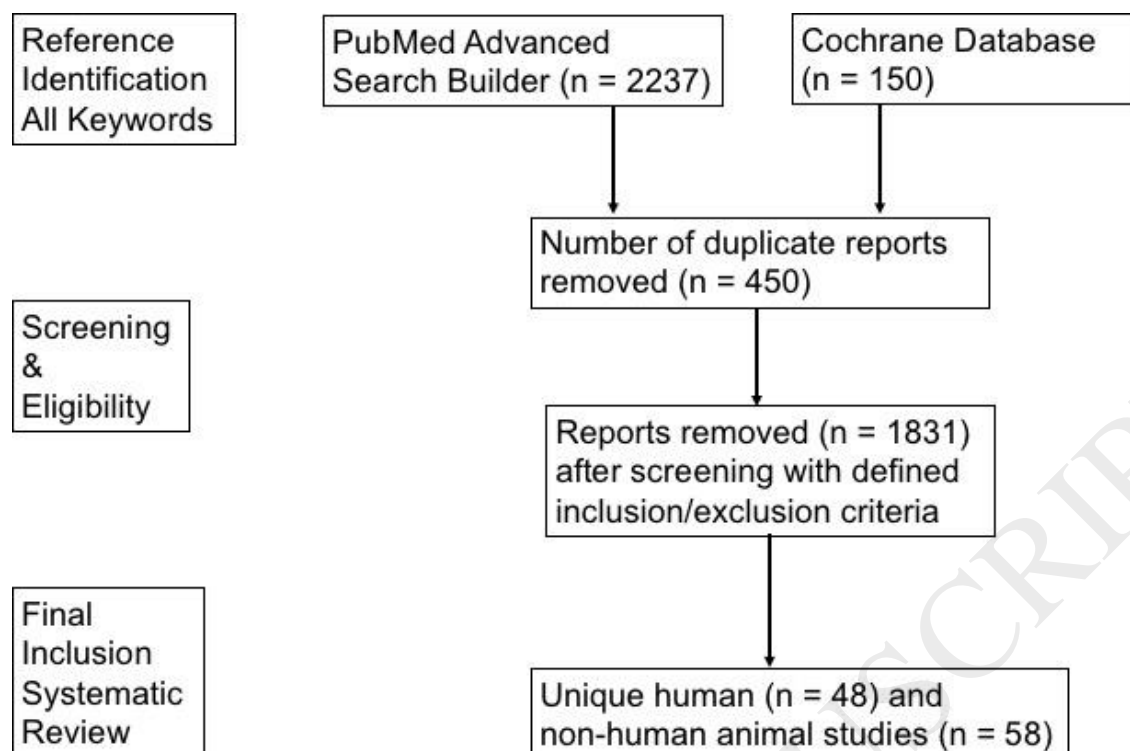 Reference
Identification
All Keywords
PubMed Advanced
Search Builder (n = 2237)
Cochrane Database
(n = 150)
Number of duplicate reports
removed (n = 450)
Screening
&
Eligibility
Reports removed (n = 1831)
after screening with defined
inclusion/exclusion criteria
Final
Inclusion
Systematic
Review
Unique human (n = 48) and
non-human animal studies (n = 58)